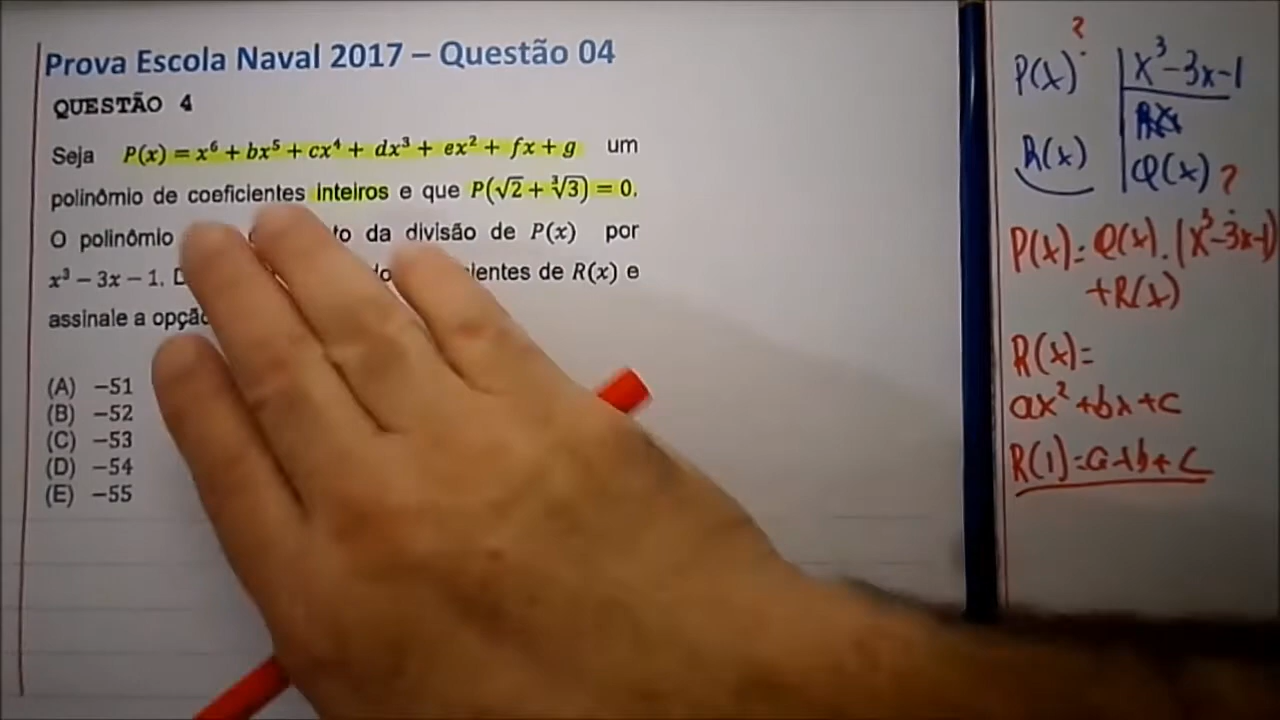 Prova Escola Naval 2017 – Questão 04
QUESTÃO 4
Seja P(x) = x⁶ + bx⁵ + cx⁴ + dx³ + ex² + fx + g um
polinômio de coeficientes inteiros e que P(√2 + ∛3) = 0.
O polinômio to da divisão de P(x) por
x³ − 3x − 1. de R(x) e
assinale a
(A) −51
(B) −52
(C) −53
(D) −54
(E) −55
?
P(x) x³-3x-1
R(x) Q(x) ?
P(x)= Q(x).(x³-3x-1)
+R(x)
R(x)=
ax²+bx+c
R(1)=a+b+c